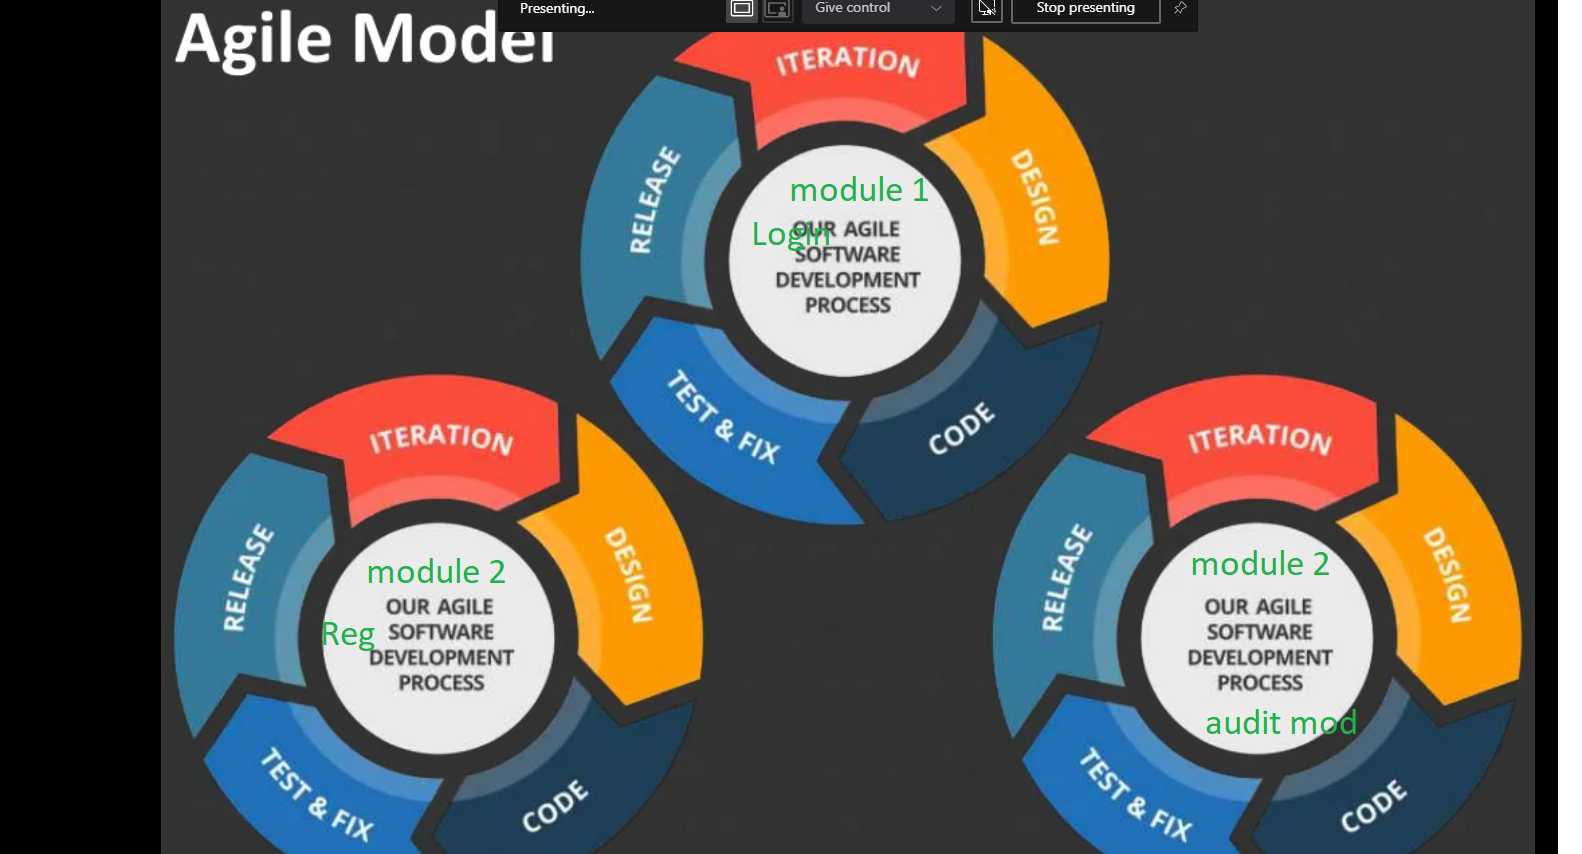 Presenting...
Give control
Stop presenting
Agile Model
ITERATION
DESIGN
CODE
TEST & FIX
RELEASE
module 1
Login
OUR AGILE
SOFTWARE
DEVELOPMENT
PROCESS
ITERATION
DESIGN
CODE
TEST & FIX
RELEASE
module 2
OUR AGILE
Reg SOFTWARE
DEVELOPMENT
PROCESS
ITERATION
DESIGN
CODE
TEST & FIX
RELEASE
module 2
OUR AGILE
SOFTWARE
DEVELOPMENT
PROCESS
audit mod